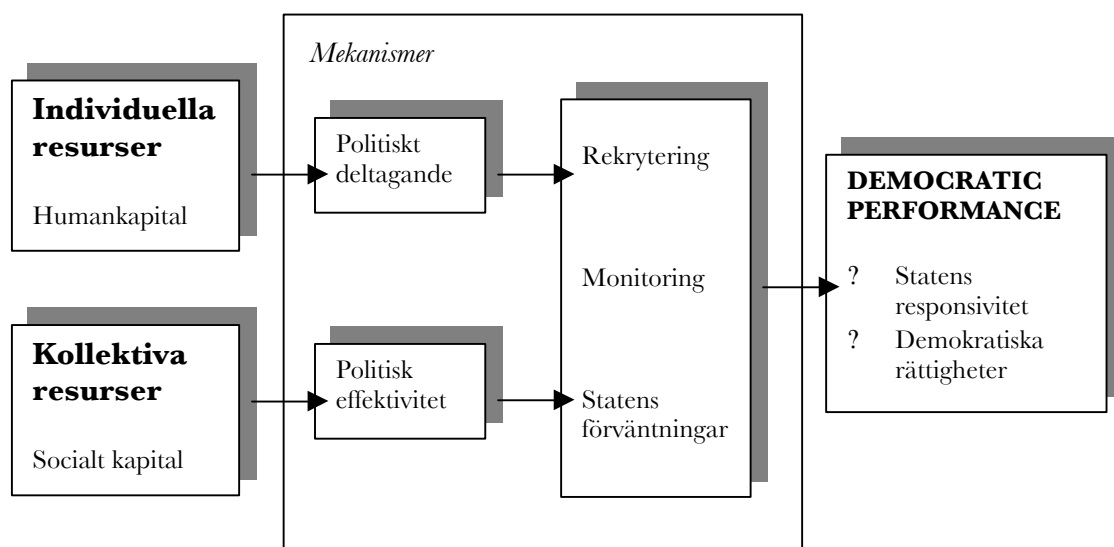 Mekanismer
Individuella
resurser
Humankapital
Politiskt
deltagande
Rekrytering
Monitoring
Statens
förväntningar
DEMOCRATIC
PERFORMANCE
? Statens
responsivitet
? Demokratiska
rättigheter
Kollektiva
resurser
Socialt kapital
Politisk
effektivitet